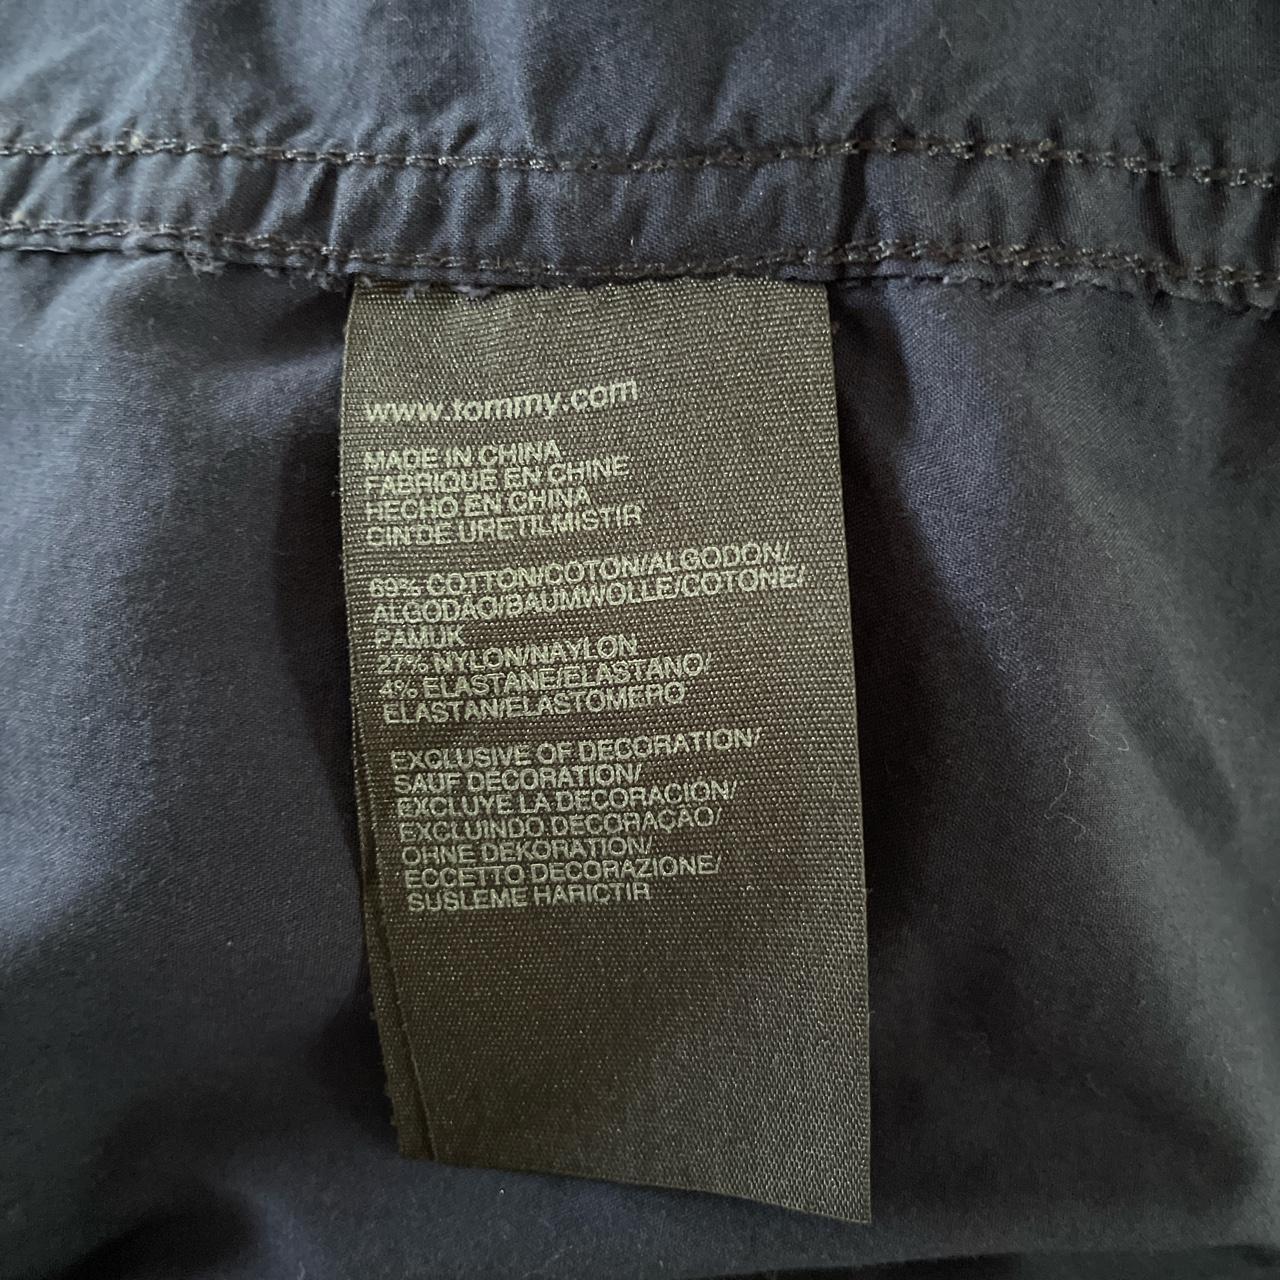 www.tommy.com
MADE IN CHINA
FABRIQUE EN CHINE
HECHO EN CHINA
CIN DE URETILMISTIR
69% COTTON/COTON/ALGODÓN/
ALGODÃO/BAUMWOLLE/COTONE/
PAMUK
27% NYLON/NAYLON
4% ELASTANE/ELASTANO/
ELASTAN/ELASTOMERO
EXCLUSIVE OF DECORATION/
SAUF DECORATION/
EXCLUYE LA DECORACIÓN/
EXCLUINDO DECORAÇAO/
OHNE DEKORATION/
ECCETTO DECORAZIONE/
SUSLEME HARICTIR